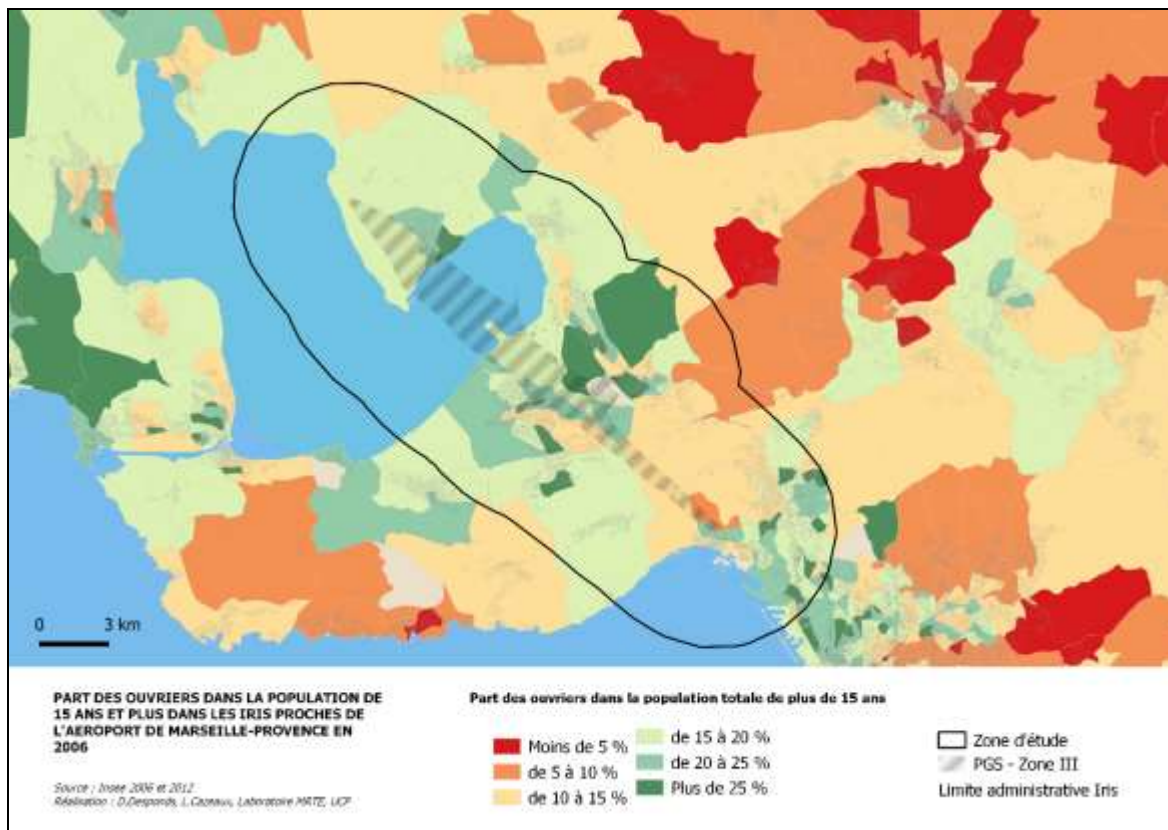 0 3 km
PART DES OUVRIERS DANS LA POPULATION DE
15 ANS ET PLUS DANS LES IRIS PROCHES DE
L'AEROPORT DE MARSEILLE-PROVENCE EN
2006
Source : Insee 2006 et 2012
Réalisation : D.Desponds, L.Cazeaux, Laboratoire MRTE, UCP
Part des ouvriers dans la population totale de plus de 15 ans
Moins de 5 %
de 5 à 10 %
de 10 à 15 %
de 15 à 20 %
de 20 à 25 %
Plus de 25 %
Zone d'étude
PGS - Zone III
Limite administrative Iris